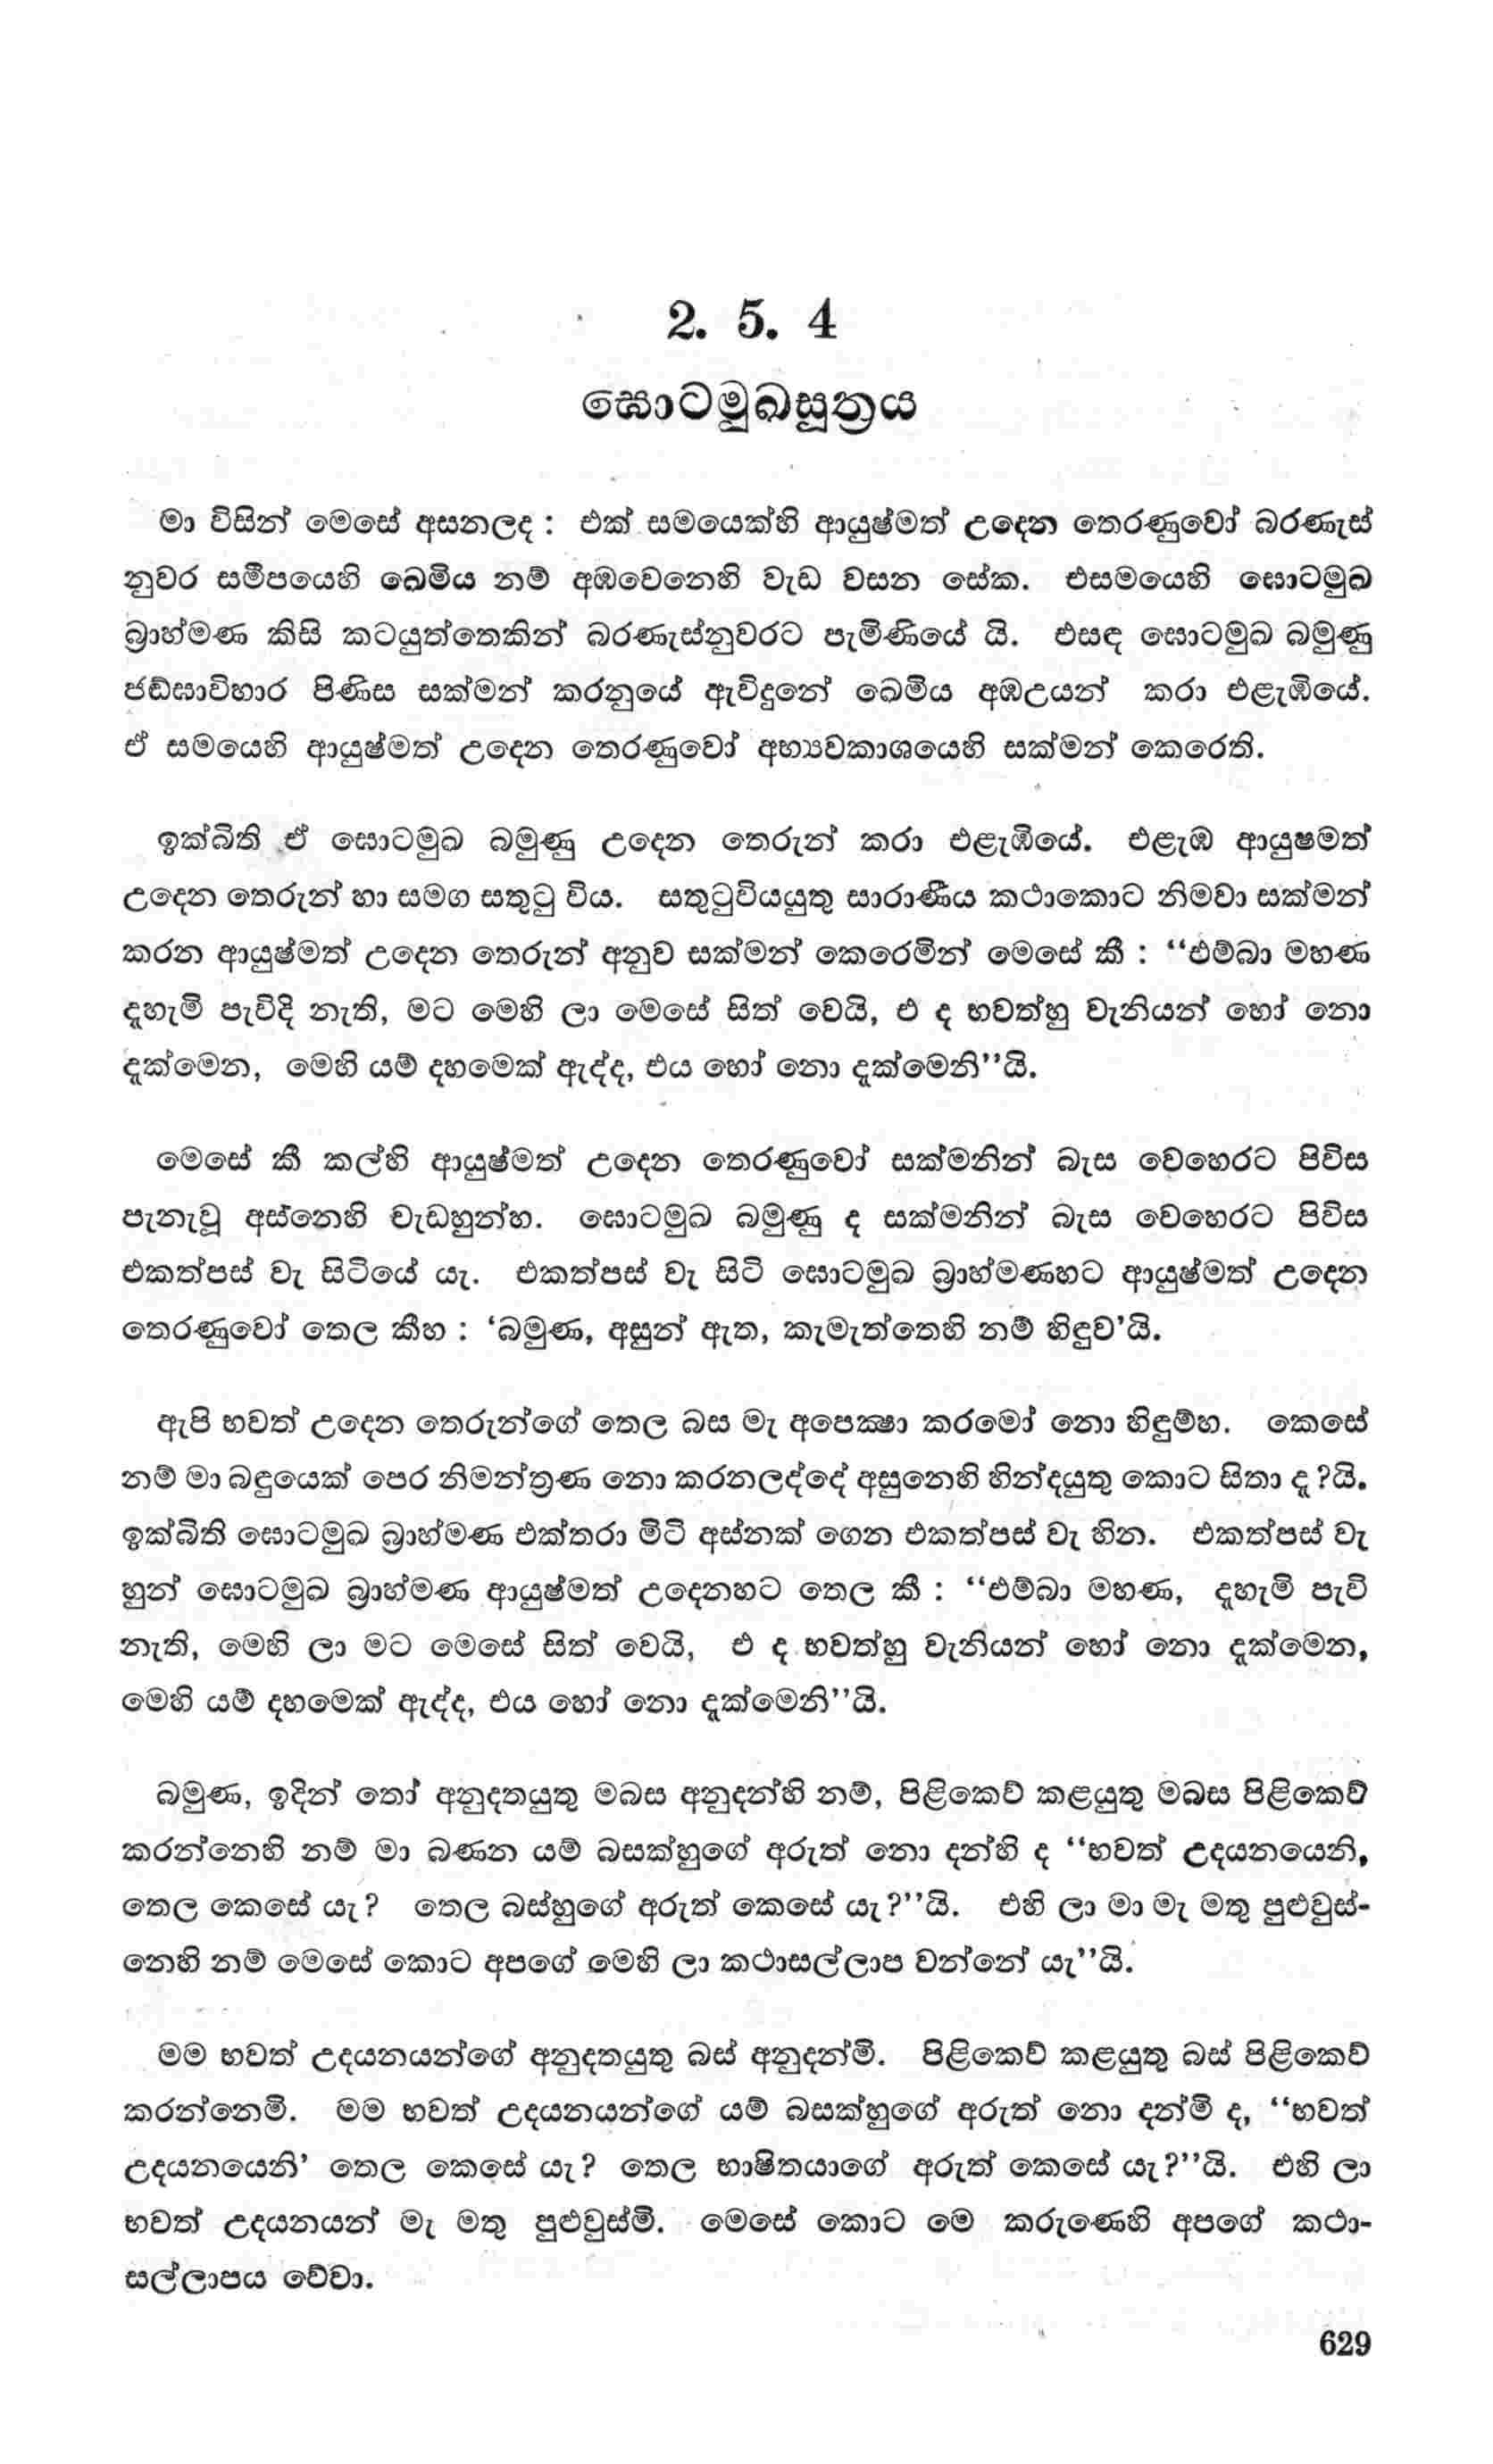 2. 5. 4
ඝොටමුඛසූත්‍රය
මා විසින් මෙසේ අසනලද : එක් සමයෙක්හි ආයුෂ්මත් උදෙන තෙරණුවෝ බරණැස්
නුවර සමීපයෙහි ඛෙමිය නම් අඹවෙනෙහි වැඩ වසන සේක. එසමයෙහි ඝොටමුඛ
බ්‍රාහ්මණ කිසි කටයුත්තෙකින් බරණැස්නුවරට පැමිණියේ යි. එසඳ ඝොටමුඛ බමුණු
ජඞ්ඝාවිහාර පිණිස සක්මන් කරනුයේ ඇවිදුනේ ඛෙමිය අඹඋයන් කරා එළැඹියේ.
ඒ සමයෙහි ආයුෂ්මත් උදෙන තෙරණුවෝ අභ්‍යවකාශයෙහි සක්මන් කෙරෙති.
ඉක්බිති ඒ ඝොටමුඛ බමුණු උදෙන තෙරුන් කරා එළැඹියේ. එළැඹ ආයුෂමත්
උදෙන තෙරුන් හා සමග සතුටු විය. සතුටුවියයුතු සාරාණීය කථාකොට නිමවා සක්මන්
කරන ආයුෂ්මත් උදෙන තෙරුන් අනුව සක්මන් කෙරෙමින් මෙසේ කී : “එම්බා මහණ
දැහැමි පැවිදි නැති, මට මෙහි ලා මෙසේ සිත් වෙයි, එ ද භවත්හු වැනියන් හෝ නො
දැක්මෙන, මෙහි යම් දහමෙක් ඇද්ද, එය හෝ නො දැක්මෙනි”යි.
මෙසේ කී කල්හි ආයුෂ්මත් උදෙන තෙරණුවෝ සක්මනින් බැස වෙහෙරට පිවිස
පැනැවූ අස්නෙහි වැඩහුන්හ. ඝොටමුඛ බමුණු ද සක්මනින් බැස වෙහෙරට පිවිස
එකත්පස් වැ සිටියේ යැ. එකත්පස් වැ සිටි ඝොටමුඛ බ්‍රාහ්මණහට ආයුෂ්මත් උදෙන
තෙරණුවෝ තෙල කීහ : ‘බමුණ, අසුන් ඇත, කැමැත්තෙහි නම් හිඳුව’යි.
ඇපි භවත් උදෙන තෙරුන්ගේ තෙල බස මැ අපෙක්‍ෂා කරමෝ නො හිඳුම්හ. කෙසේ
නම් මා බඳුයෙක් පෙර නිමන්ත්‍රණ නො කරනලද්දේ අසුනෙහි හින්දයුතු කොට සිතා දැ?යි.
ඉක්බිති ඝොටමුඛ බ්‍රාහ්මණ එක්තරා මිටි අස්නක් ගෙන එකත්පස් වැ හින. එකත්පස් වැ
හුන් ඝොටමුඛ බ්‍රාහ්මණ ආයුෂ්මත් උදෙනහට තෙල කී : “එම්බා මහණ, දැහැමි පැවි
නැති, මෙහි ලා මට මෙසේ සිත් වෙයි, එ ද භවත්හු වැනියන් හෝ නො දැක්මෙන,
මෙහි යම් දහමෙක් ඇද්ද, එය හෝ නො දැක්මෙනි”යි.
බමුණ, ඉදින් තෝ අනුදතයුතු මබස අනුදන්හි නම්, පිළිකෙව් කළයුතු මබස පිළිකෙව්
කරන්නෙහි නම් මා බණන යම් බසක්හුගේ අරුත් නො දන්හි ද “භවත් උදයනයෙනි,
තෙල කෙසේ යැ? තෙල බස්හුගේ අරුත් කෙසේ යැ?”යි. එහි ලා මා මැ මතු පුළුවුස්-
නෙහි නම් මෙසේ කොට අපගේ මෙහි ලා කථාසල්ලාප වන්නේ යැ”යි.
මම භවත් උදයනයන්ගේ අනුදතයුතු බස් අනුදන්මි. පිළිකෙව් කළයුතු බස් පිළිකෙව්
කරන්නෙමි. මම භවත් උදයනයන්ගේ යම් බසක්හුගේ අරුත් නො දන්මි ද, “භවත්
උදයනයෙනි’ තෙල කෙසේ යැ? තෙල භාෂිතයාගේ අරුත් කෙසේ යැ?”යි. එහි ලා
භවත් උදයනයන් මැ මතු පුළුවුස්මි. මෙසේ කොට මෙ කරුණෙහි අපගේ කථා-
සල්ලාපය වේවා.
629